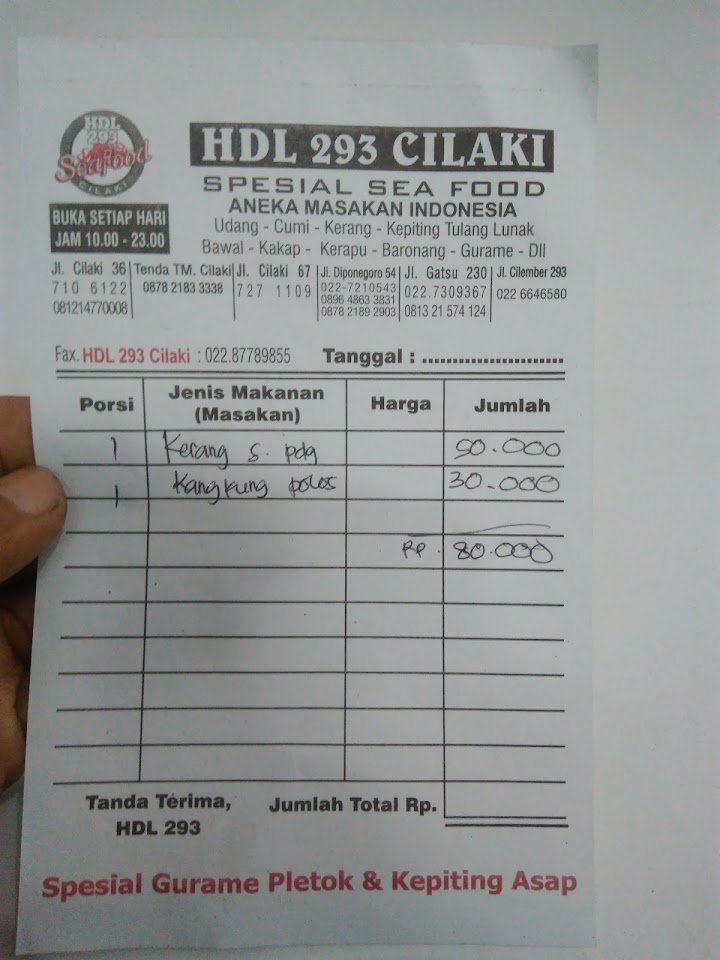 HDL
293
Seafood
CILAKI
HDL 293 CILAKI
SPESIAL SEA FOOD
ANEKA MASAKAN INDONESIA
Udang - Cumi - Kerang - Kepiting Tulang Lunak
Bawal - Kakap - Kerapu - Baronang - Gurame - Dll
BUKA SETIAP HARI
JAM 10.00 - 23.00
Jl. Cilaki 36
710 6122
081214770008
Tenda TM. Cilaki
0878 2183 3338
Jl. Cilaki 67
727 1109
Jl. Diponegoro 54
022-7210543
0896 4863 3831
0878 2189 2903
Jl. Gatsu 230
022.7309367
0813 21 574 124
Jl. Cilember 293
022 6646580
Fax. HDL 293 Cilaki : 022.87789855 Tanggal : ........................
Porsi Jenis Makanan (Masakan) Harga Jumlah
1 Kerang s. pdg 50.000
1 Kangkung polos 30.000
Rp. 80.000
Tanda Terima, Jumlah Total Rp.
HDL 293
Spesial Gurame Pletok & Kepiting Asap